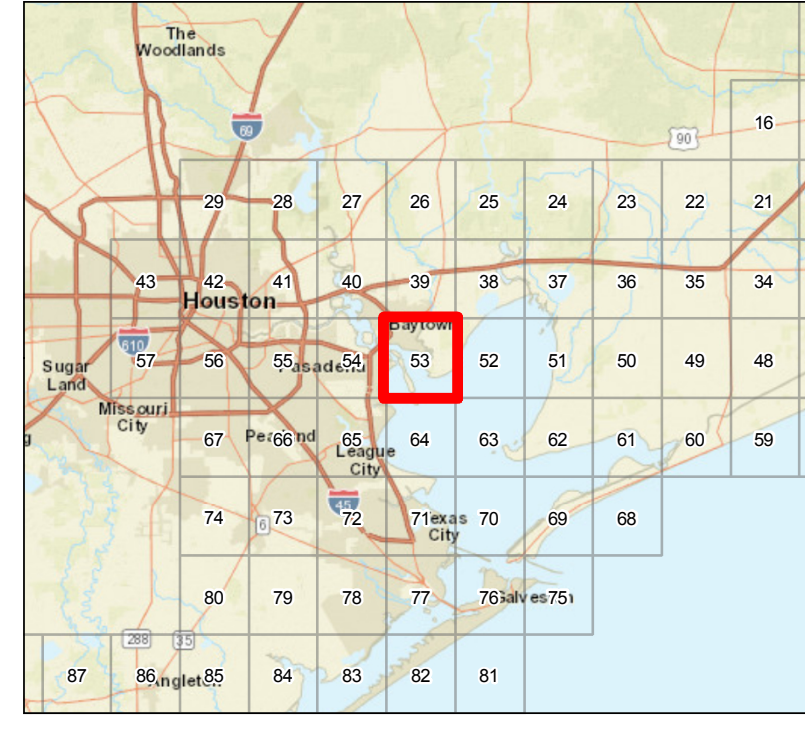 The
Woodlands
69
90
16
29 28 27 26 25 24 23 22 21
43 42 41 40 39 38 37 36 35 34
Houston
Baytown
610
57 56 55 54 53 52 51 50 49 48
Pasadena
Sugar
Land
Missouri
City
67 66 65 64 63 62 61 60 59
Pearland
League
City
45
74 73 72 71 70 69 68
6
Texas
City
80 79 78 77 76 75
Galveston
288 35
87 86 85 84 83 82 81
Angleton